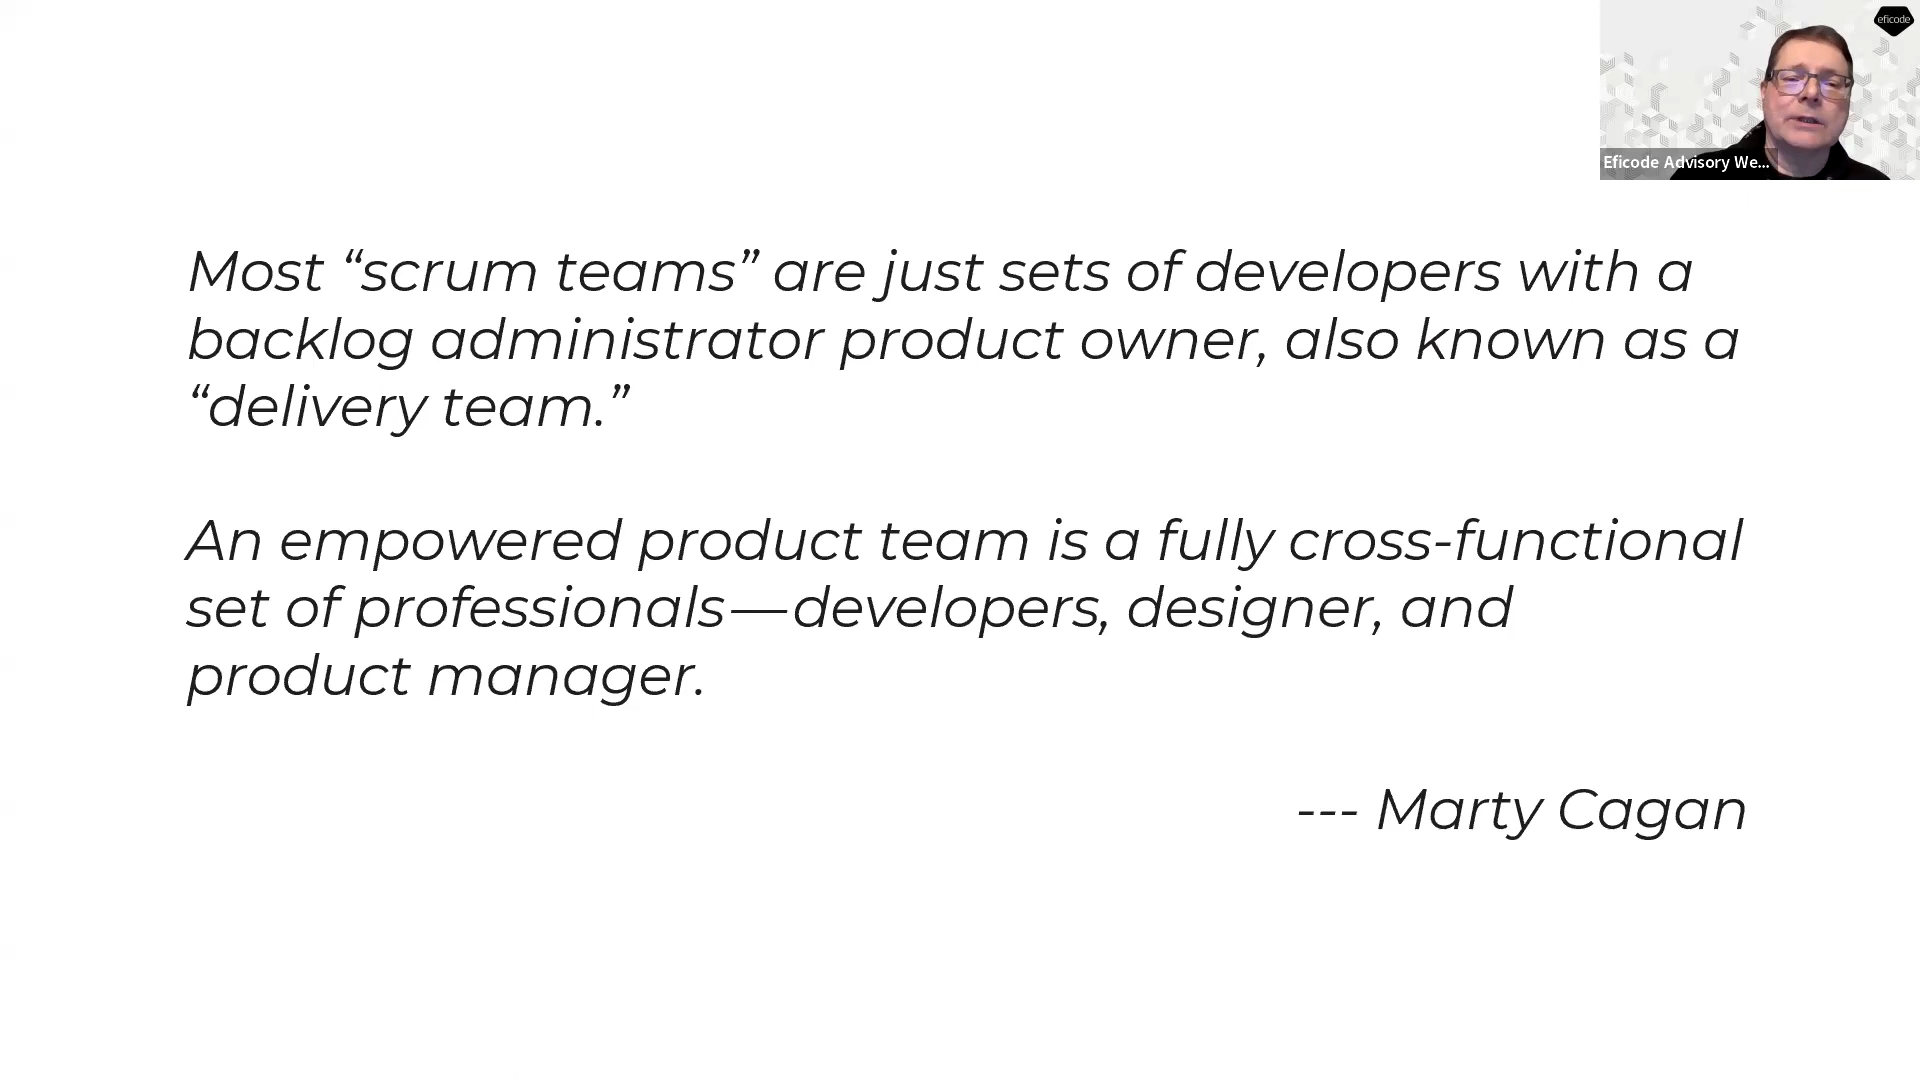 eficode
Eficode Advisory We...
Most “scrum teams” are just sets of developers with a
backlog administrator product owner, also known as a
“delivery team.”
An empowered product team is a fully cross-functional
set of professionals—developers, designer, and
product manager.
--- Marty Cagan